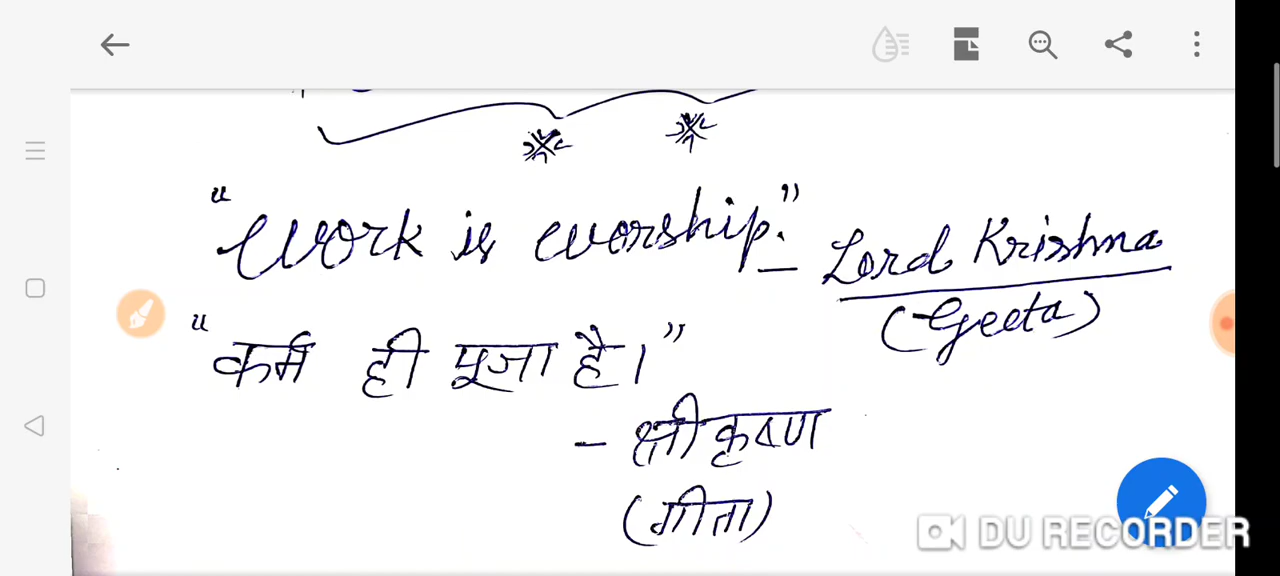 "Work is worship." _ Lord Krishna
(Geeta)
"कर्म ही पूजा है।"
- श्री कृष्ण
(गीता)
DU RECORDER